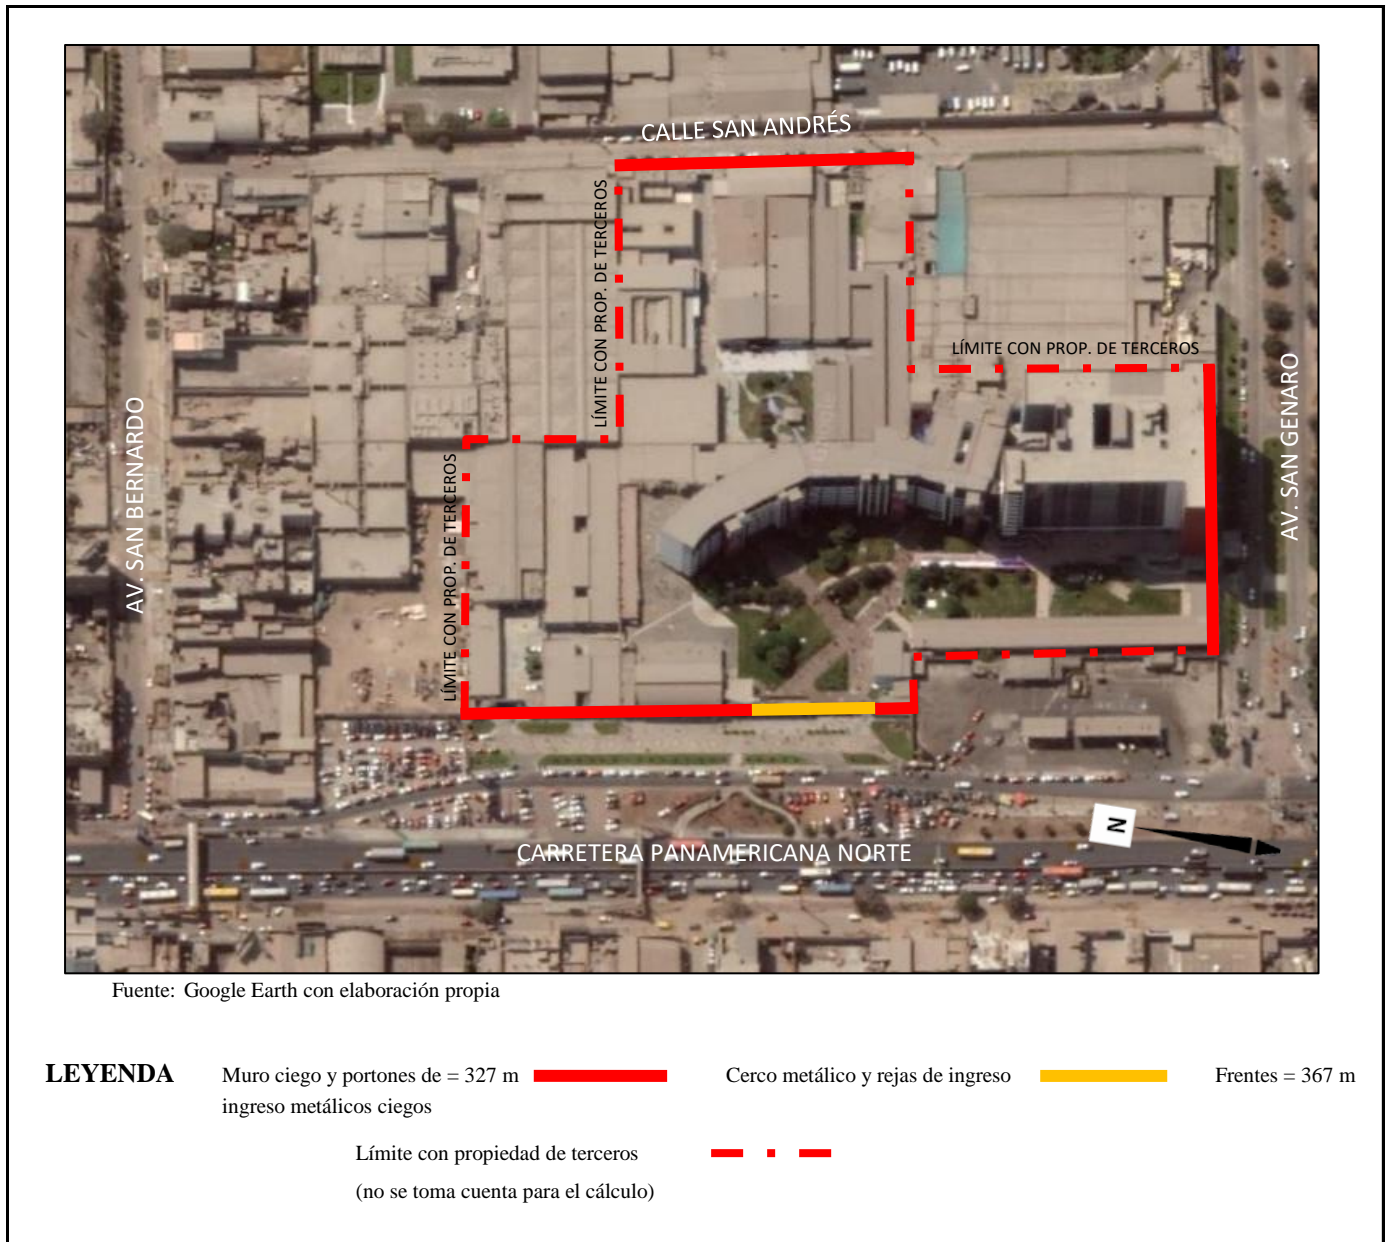 CALLE SAN ANDRÉS
LÍMITE CON PROP. DE TERCEROS
LÍMITE CON PROP. DE TERCEROS
AV. SAN BERNARDO
AV. SAN GENARO
LÍMITE CON PROP. DE TERCEROS
N
CARRETERA PANAMERICANA NORTE
Fuente: Google Earth con elaboración propia
LEYENDA Muro ciego y portones de = 327 m Cerco metálico y rejas de ingreso Frentes = 367 m
ingreso metálicos ciegos
Límite con propiedad de terceros
(no se toma cuenta para el cálculo)